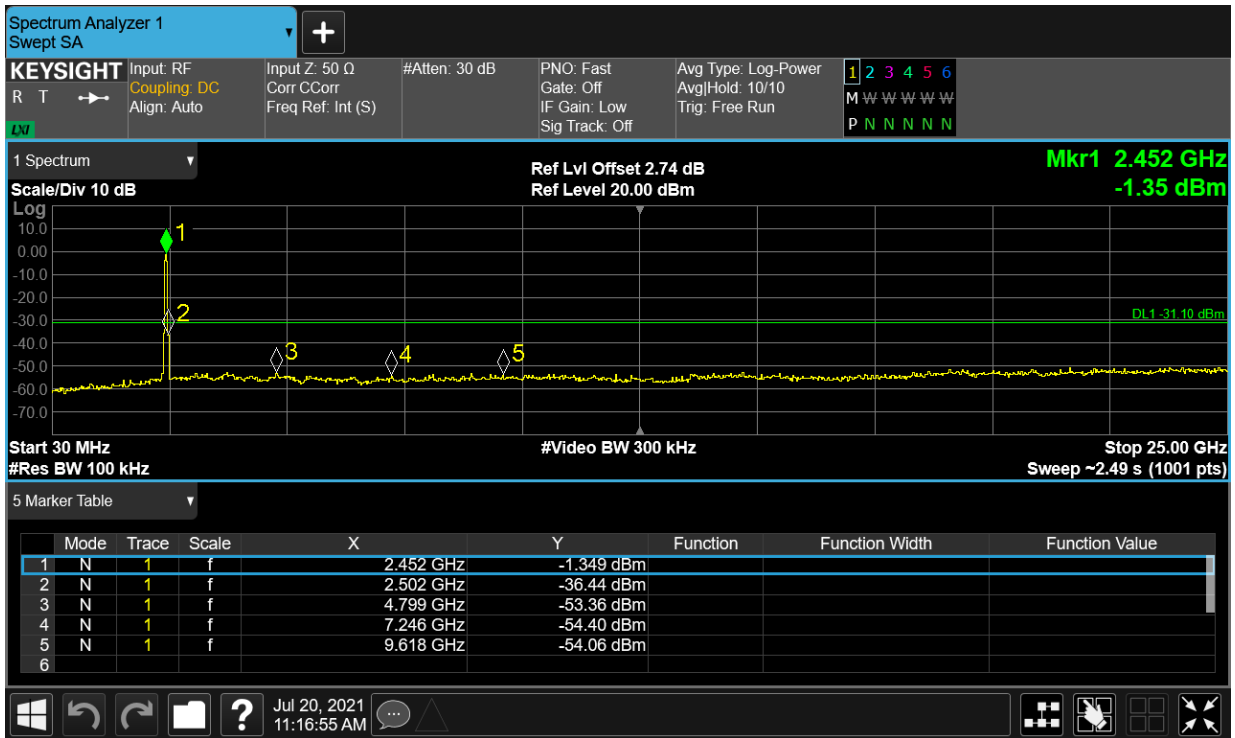 Spectrum Analyzer 1
Swept SA
KEYSIGHT
R T
LXI
Input: RF
Coupling: DC
Align: Auto
Input Z: 50 Ω
Corr CCorr
Freq Ref: Int (S)
#Atten: 30 dB
PNO: Fast
Gate: Off
IF Gain: Low
Sig Track: Off
Avg Type: Log-Power
Avg|Hold: 10/10
Trig: Free Run
1 2 3 4 5 6
M W W W W W
P N N N N N
1 Spectrum
Scale/Div 10 dB
Ref Lvl Offset 2.74 dB
Ref Level 20.00 dBm
Mkr1 2.452 GHz
-1.35 dBm
Log
10.0
0.00
-10.0
-20.0
-30.0
-40.0
-50.0
-60.0
-70.0
1
2
3
4
5
DL1 -31.10 dBm
Start 30 MHz
#Res BW 100 kHz
#Video BW 300 kHz
Stop 25.00 GHz
Sweep ~2.49 s (1001 pts)
5 Marker Table
Mode Trace Scale X Y Function Function Width Function Value
1 N 1 f 2.452 GHz -1.349 dBm
2 N 1 f 2.502 GHz -36.44 dBm
3 N 1 f 4.799 GHz -53.36 dBm
4 N 1 f 7.246 GHz -54.40 dBm
5 N 1 f 9.618 GHz -54.06 dBm
6
?
Jul 20, 2021
11:16:55 AM